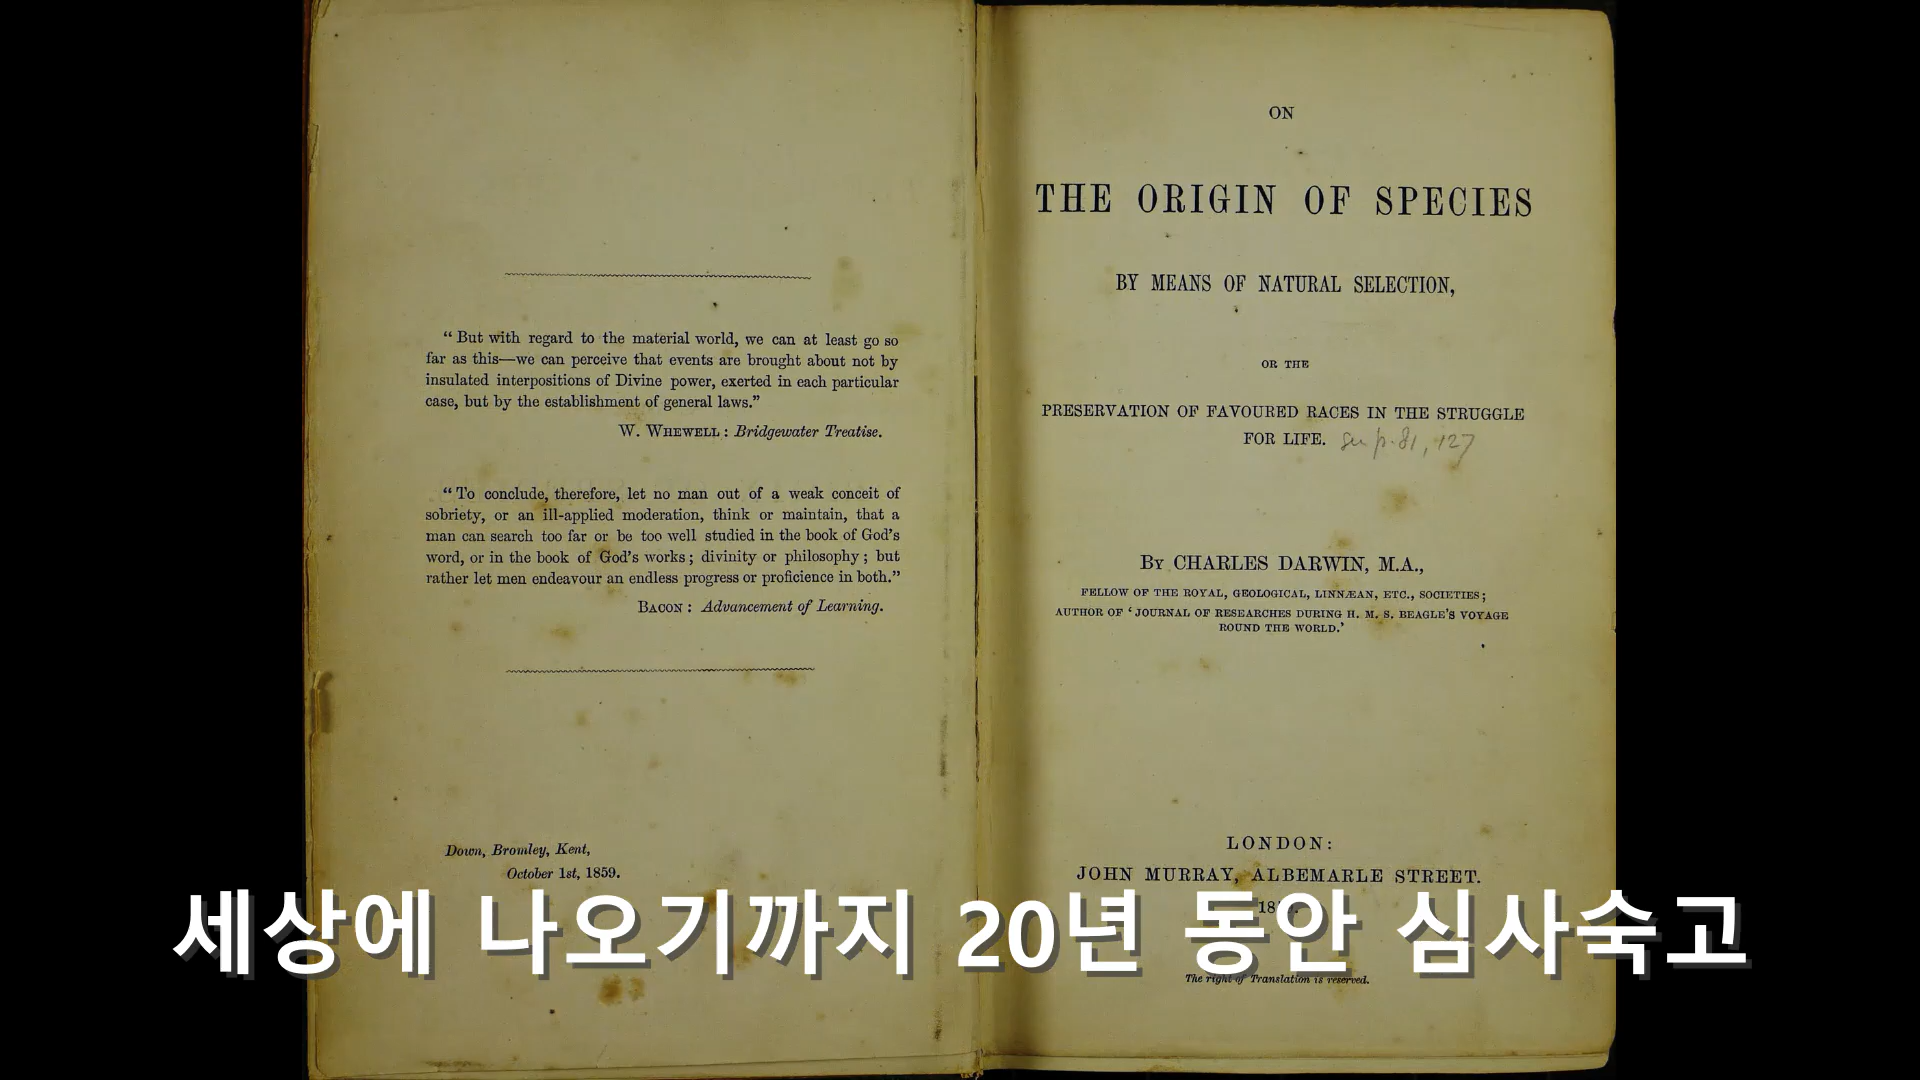 “ But with regard to the material world, we can at least go so
far as this—we can perceive that events are brought about not by
insulated interpositions of Divine power, exerted in each particular
case, but by the establishment of general laws.”
W. WHEWELL : Bridgewater Treatise.
“ To conclude, therefore, let no man out of a weak conceit of
sobriety, or an ill-applied moderation, think or maintain, that a
man can search too far or be too well studied in the book of God's
word, or in the book of God's works ; divinity or philosophy ; but
rather let men endeavour an endless progress or proficience in both.”
BACON : Advancement of Learning.
Down, Bromley, Kent,
October 1st, 1859.
ON
THE ORIGIN OF SPECIES
BY MEANS OF NATURAL SELECTION,
OR THE
PRESERVATION OF FAVOURED RACES IN THE STRUGGLE
FOR LIFE. p. 81, 127
BY CHARLES DARWIN, M.A.,
FELLOW OF THE ROYAL, GEOLOGICAL, LINNÆAN, ETC., SOCIETIES ;
AUTHOR OF ‘ JOURNAL OF RESEARCHES DURING H. M. S. BEAGLE'S VOYAGE
ROUND THE WORLD.’
LONDON:
JOHN MURRAY, ALBEMARLE STREET.
The right of Translation is reserved.
세상에 나오기까지 20년 동안 심사숙고